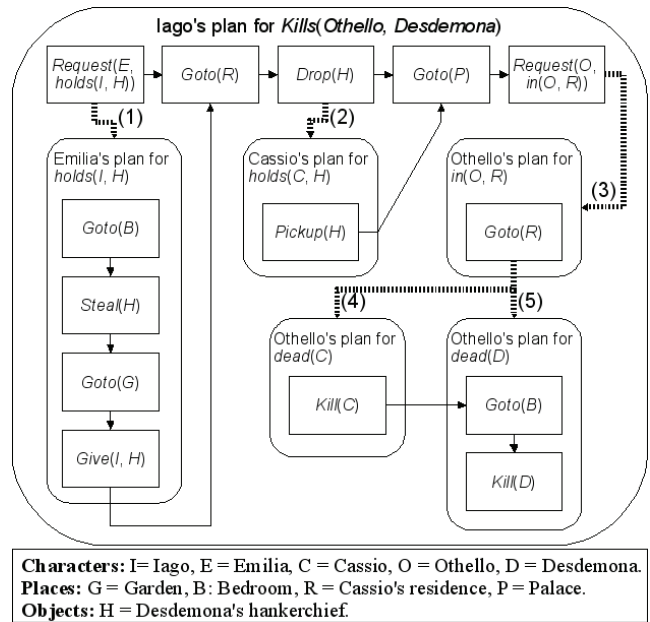 Iago's plan for Kills(Othello, Desdemona)
Request(E,
holds(I, H))
Goto(R)
Drop(H)
Goto(P)
Request(O,
in(O, R))
(1)
(2)
(3)
Emilia's plan for
holds(I, H)
Goto(B)
Steal(H)
Goto(G)
Give(I, H)
Cassio's plan for
holds(C, H)
Pickup(H)
Othello's plan for
in(O, R)
Goto(R)
(4)
(5)
Othello's plan for
dead(C)
Kill(C)
Othello's plan for
dead(D)
Goto(B)
Kill(D)
Characters: I= Iago, E = Emilia, C = Cassio, O = Othello, D = Desdemona.
Places: G = Garden, B: Bedroom, R = Cassio's residence, P = Palace.
Objects: H = Desdemona's hankerchief.